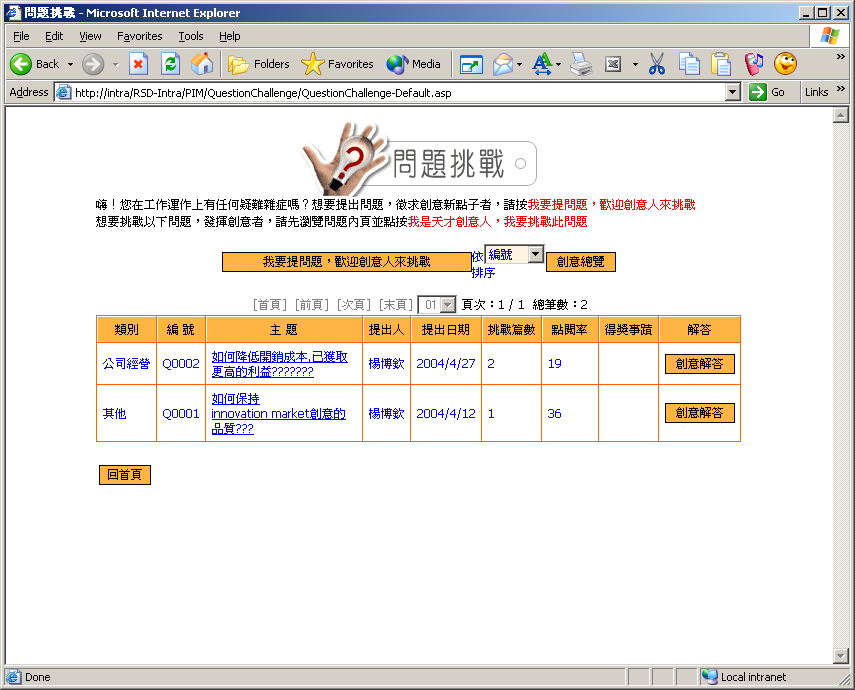 問題挑戰 - Microsoft Internet Explorer
File Edit View Favorites Tools Help
Back Folders Favorites Media
Address http://intra/RSD-Intra/PIM/QuestionChallenge/QuestionChallenge-Default.asp Go Links
問題挑戰
嗨！您在工作運作上有任何疑難雜症嗎？想要提出問題，徵求創意新點子者，請按我要提問題，歡迎創意人來挑戰
想要挑戰以下問題，發揮創意者，請先瀏覽問題內頁並點按我是天才創意人，我要挑戰此問題
我要提問題，歡迎創意人來挑戰 依 編號 創意總覽
排序
[首頁] [前頁] [次頁] [末頁] 01 頁次：1 / 1 總筆數：2
類別 編 號 主 題 提出人 提出日期 挑戰篇數 點閱率 得獎事蹟 解答
公司經營 Q0002 如何降低開銷成本,已獲取 楊博欽 2004/4/27 2 19 創意解答
更高的利益???????
如何保持
其他 Q0001 innovation market創意的 楊博欽 2004/4/12 1 36 創意解答
品質???
回首頁
Done Local intranet